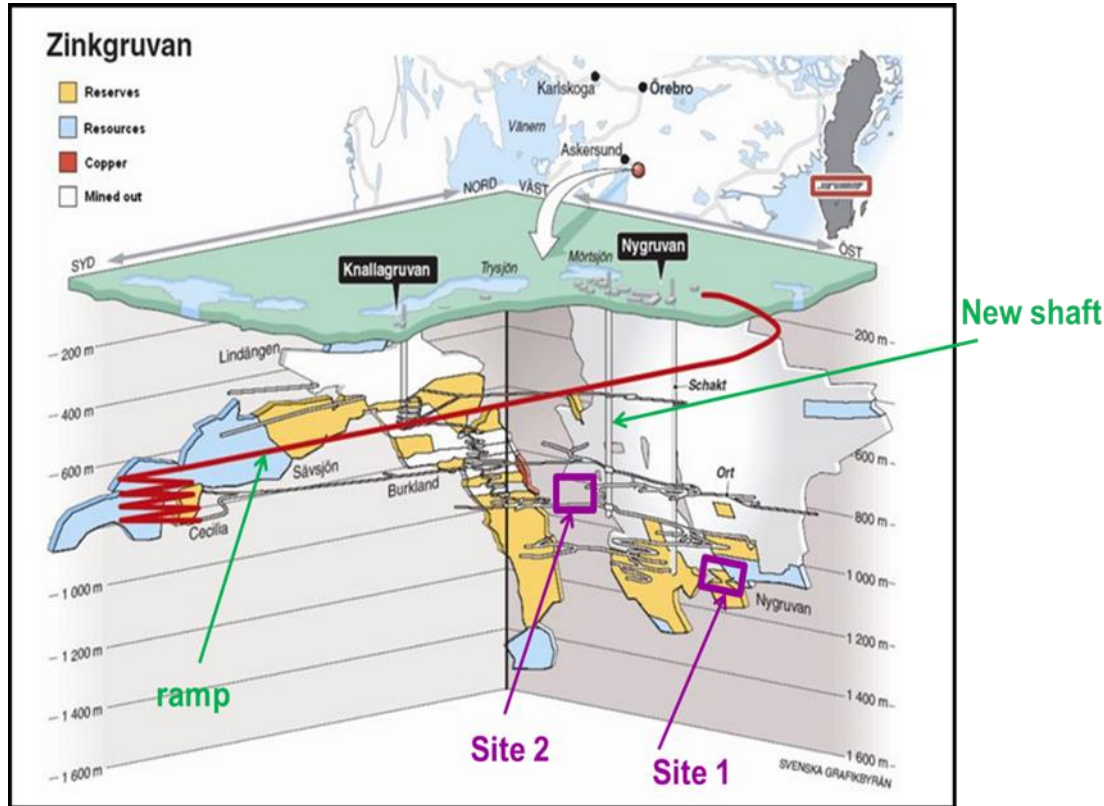 Zinkgruvan
Reserves
Resources
Copper
Mined out
Karlskoga
Örebro
Vänern
Askersund
NORD
VÄST
SYD
ÖST
Knallagruvan
Trysjön
Mörtsjön
Nygruvan
New shaft
200 m
200 m
Lindängen
Schakt
400 m
600 m
Sävsjön
Burkland
Ort
800 m
800 m
Cecilia
1 000 m
1 000 m
Nygruvan
1 200 m
1 200 m
ramp
1 400 m
1 400 m
Site 2
Site 1
1 600 m
1 600 m
SVENSKA GRAFIKBYRÅN